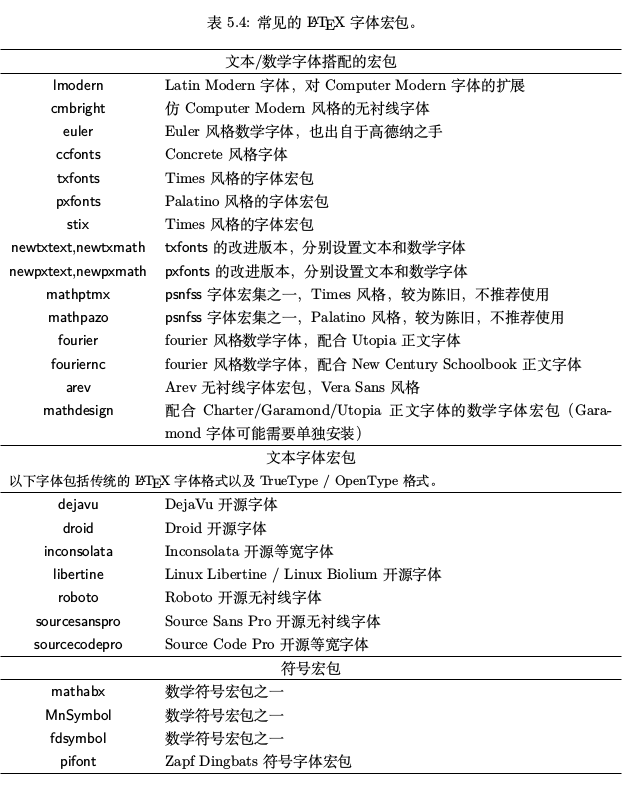 表 5.4: 常见的 LATEX 字体宏包。
文本/数学字体搭配的宏包
lmodern Latin Modern 字体，对 Computer Modern 字体的扩展
cmbright 仿 Computer Modern 风格的无衬线字体
euler Euler 风格数学字体，也出自于高德纳之手
ccfonts Concrete 风格字体
txfonts Times 风格的字体宏包
pxfonts Palatino 风格的字体宏包
stix Times 风格的字体宏包
newtxtext,newtxmath txfonts 的改进版本，分别设置文本和数学字体
newpxtext,newpxmath pxfonts 的改进版本，分别设置文本和数学字体
mathptmx psnfss 字体宏集之一，Times 风格，较为陈旧，不推荐使用
mathpazo psnfss 字体宏集之一，Palatino 风格，较为陈旧，不推荐使用
fourier fourier 风格数学字体，配合 Utopia 正文字体
fouriernc fourier 风格数学字体，配合 New Century Schoolbook 正文字体
arev Arev 无衬线字体宏包，Vera Sans 风格
mathdesign 配合 Charter/Garamond/Utopia 正文字体的数学字体宏包（Gara-
mond 字体可能需要单独安装）
文本字体宏包
以下字体包括传统的 LATEX 字体格式以及 TrueType / OpenType 格式。
dejavu DejaVu 开源字体
droid Droid 开源字体
inconsolata Inconsolata 开源等宽字体
libertine Linux Libertine / Linux Biolium 开源字体
roboto Roboto 开源无衬线字体
sourcesanspro Source Sans Pro 开源无衬线字体
sourcecodepro Source Code Pro 开源等宽字体
符号宏包
mathabx 数学符号宏包之一
MnSymbol 数学符号宏包之一
fdsymbol 数学符号宏包之一
pifont Zapf Dingbats 符号字体宏包